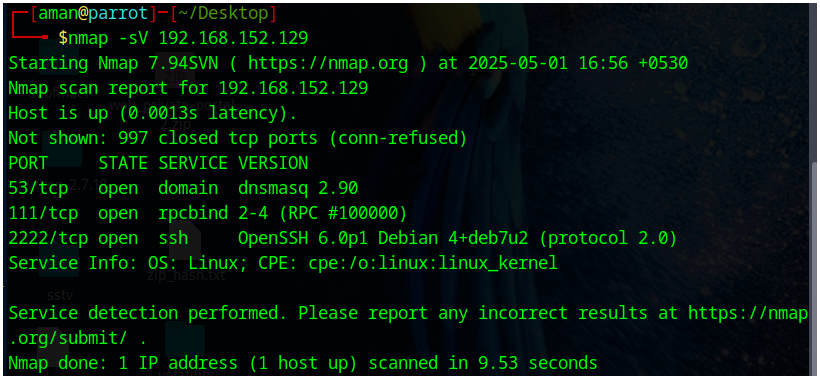 ┌─[aman@parrot]─[~/Desktop]
└──╼ $nmap -sV 192.168.152.129
Starting Nmap 7.94SVN ( https://nmap.org ) at 2025-05-01 16:56 +0530
Nmap scan report for 192.168.152.129
Host is up (0.0013s latency).
Not shown: 997 closed tcp ports (conn-refused)
PORT     STATE SERVICE VERSION
53/tcp   open  domain  dnsmasq 2.90
111/tcp  open  rpcbind 2-4 (RPC #100000)
2222/tcp open  ssh     OpenSSH 6.0p1 Debian 4+deb7u2 (protocol 2.0)
Service Info: OS: Linux; CPE: cpe:/o:linux:linux_kernel
zip_hash.txt
sstv
Service detection performed. Please report any incorrect results at https://nmap
.org/submit/ .
Nmap done: 1 IP address (1 host up) scanned in 9.53 seconds